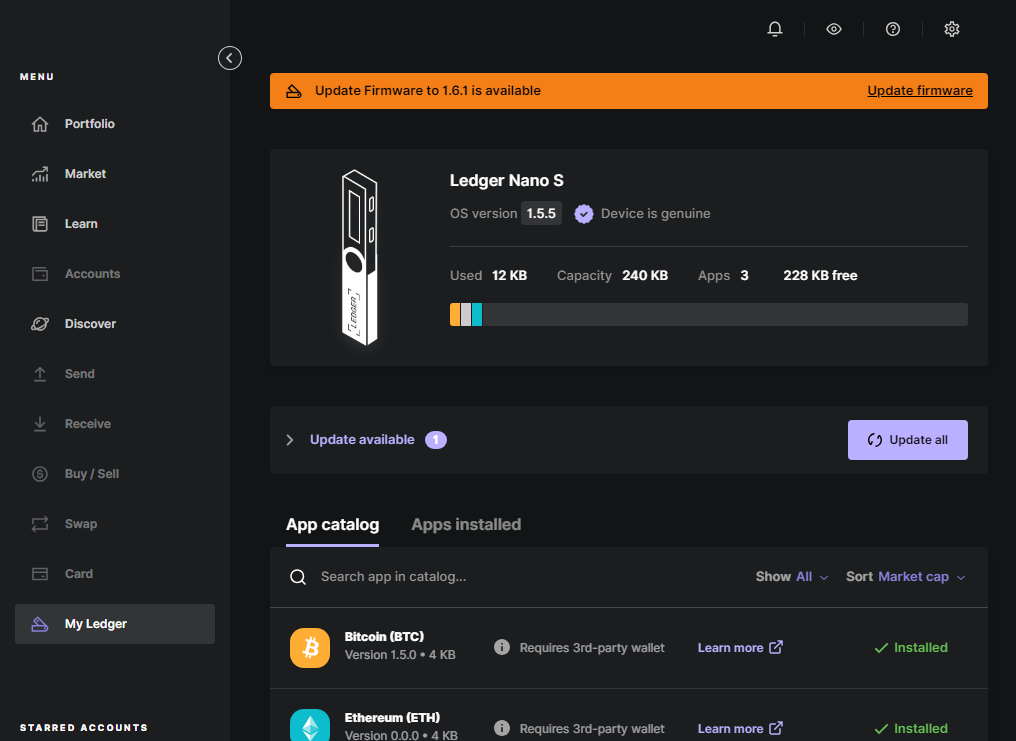 MENU
Portfolio
Market
Learn
Accounts
Discover
Send
Receive
Buy / Sell
Swap
Card
My Ledger
STARRED ACCOUNTS
Update Firmware to 1.6.1 is available
Update firmware
LEDGER
Ledger Nano S
OS version 1.5.5 Device is genuine
Used 12 KB Capacity 240 KB Apps 3 228 KB free
Update available 1
Update all
App catalog Apps installed
Search app in catalog... Show All Sort Market cap
Bitcoin (BTC)
Version 1.5.0 • 4 KB
Requires 3rd-party wallet
Learn more
Installed
Ethereum (ETH)
Version 0.0.0 • 4 KB
Requires 3rd-party wallet
Learn more
Installed